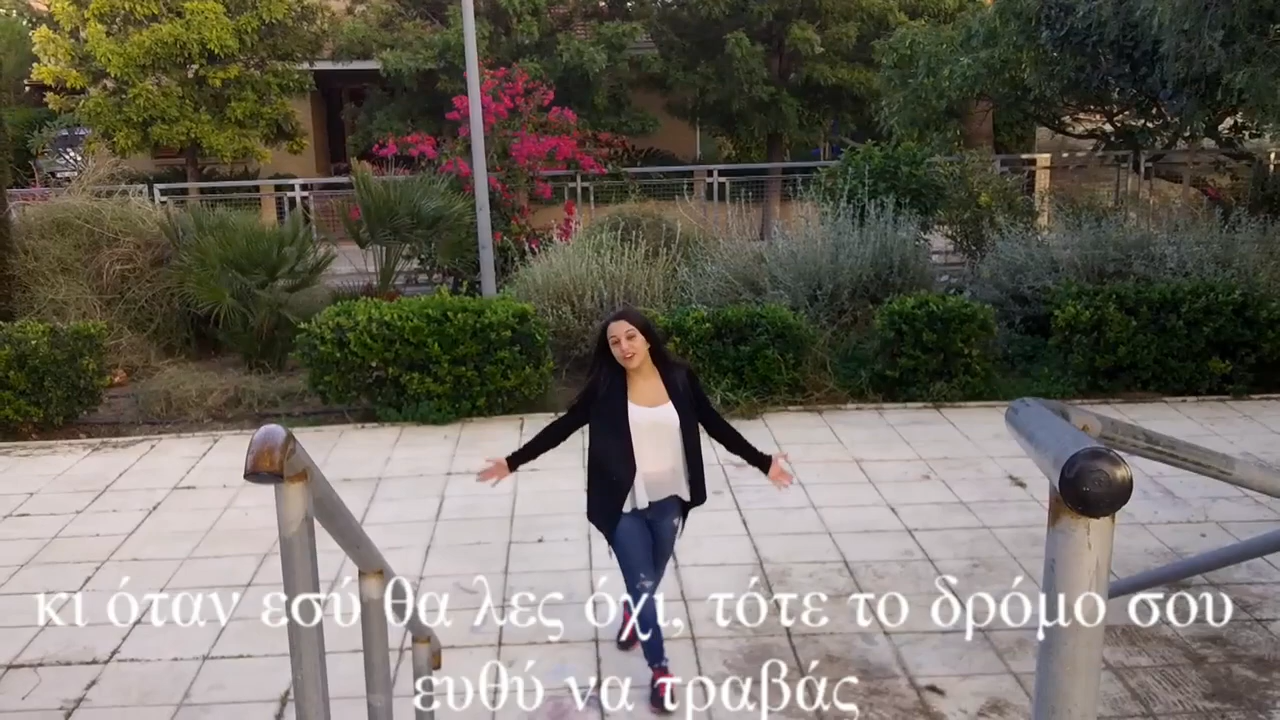 κι όταν εσύ θα λες όχι, τότε το δρόμο σου
ευθύ να τραβάς